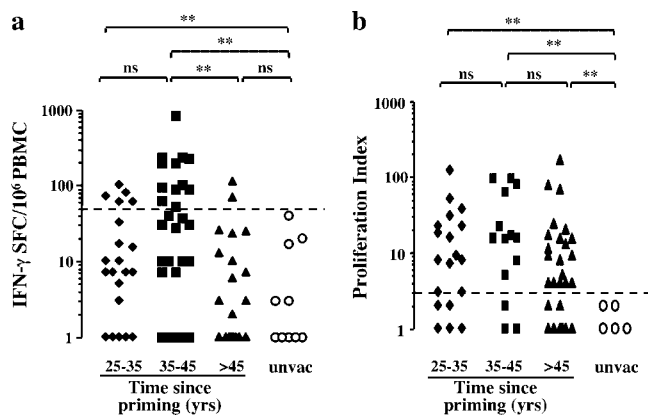 a
**
**
ns
**
ns
IFN-γ SFC/10⁶ PBMC
1000
100
10
1
25-35
35-45
>45
unvac
Time since
priming (yrs)
b
**
**
ns
ns
**
Proliferation Index
1000
100
10
1
25-35
35-45
>45
unvac
Time since
priming (yrs)